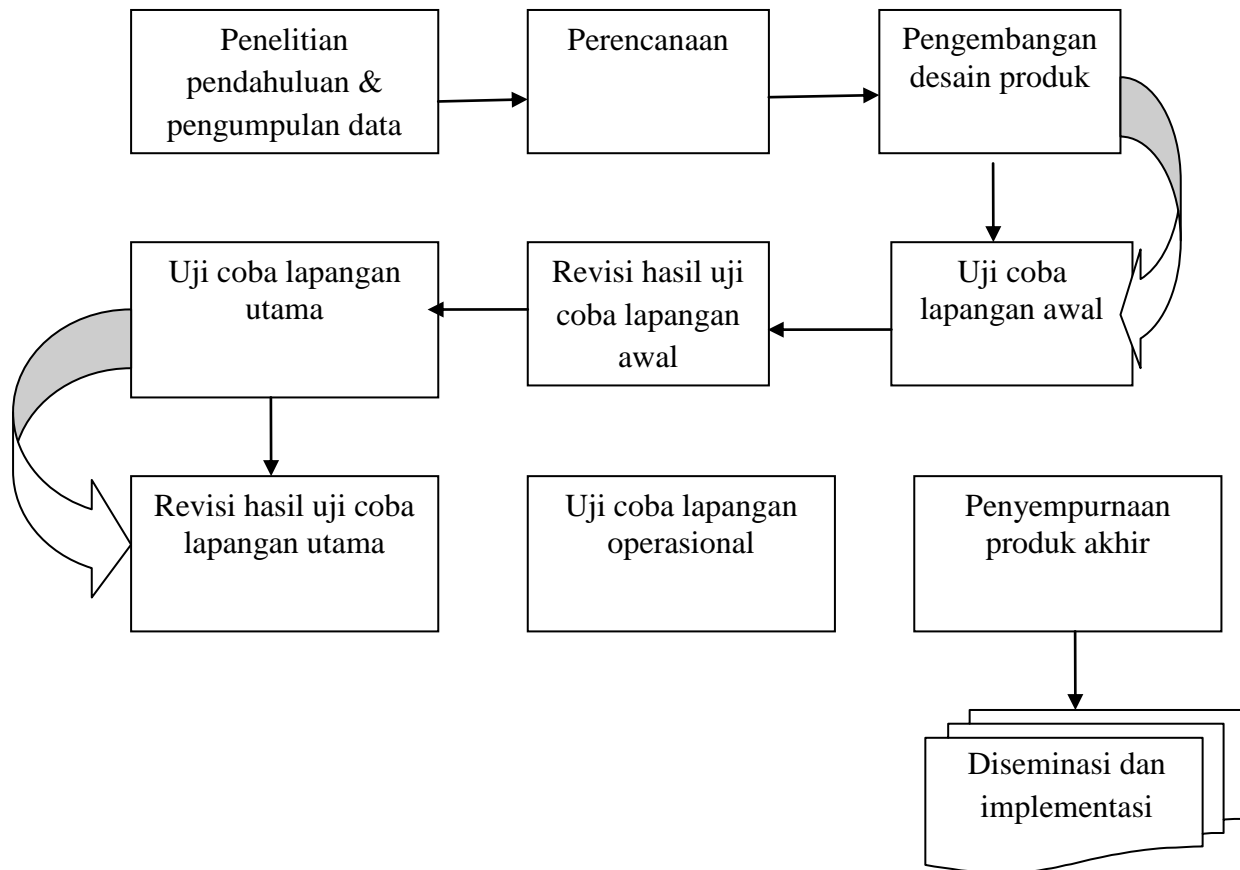 Penelitian
pendahuluan &
pengumpulan data
Perencanaan
Pengembangan
desain produk
Uji coba lapangan
utama
Revisi hasil uji
coba lapangan
awal
Uji coba
lapangan awal
Revisi hasil uji coba
lapangan utama
Uji coba lapangan
operasional
Penyempurnaan
produk akhir
Diseminasi dan
implementasi